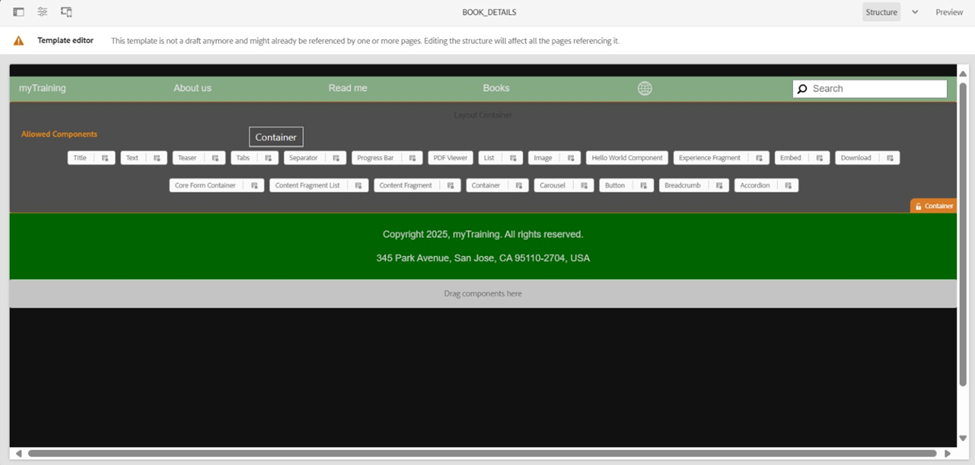 BOOK_DETAILS
Structure
Preview
Template editor
This template is not a draft anymore and might already be referenced by one or more pages. Editing the structure will affect all the pages referencing it.
myTraining
About us
Read me
Books
Search
Layout Container
Allowed Components
Container
Title
Text
Teaser
Tabs
Separator
Progress Bar
PDF Viewer
List
Image
Hello World Component
Experience Fragment
Embed
Download
Core Form Container
Content Fragment List
Content Fragment
Container
Carousel
Button
Breadcrumb
Accordion
Container
Copyright 2025, myTraining. All rights reserved.
345 Park Avenue, San Jose, CA 95110-2704, USA
Drag components here